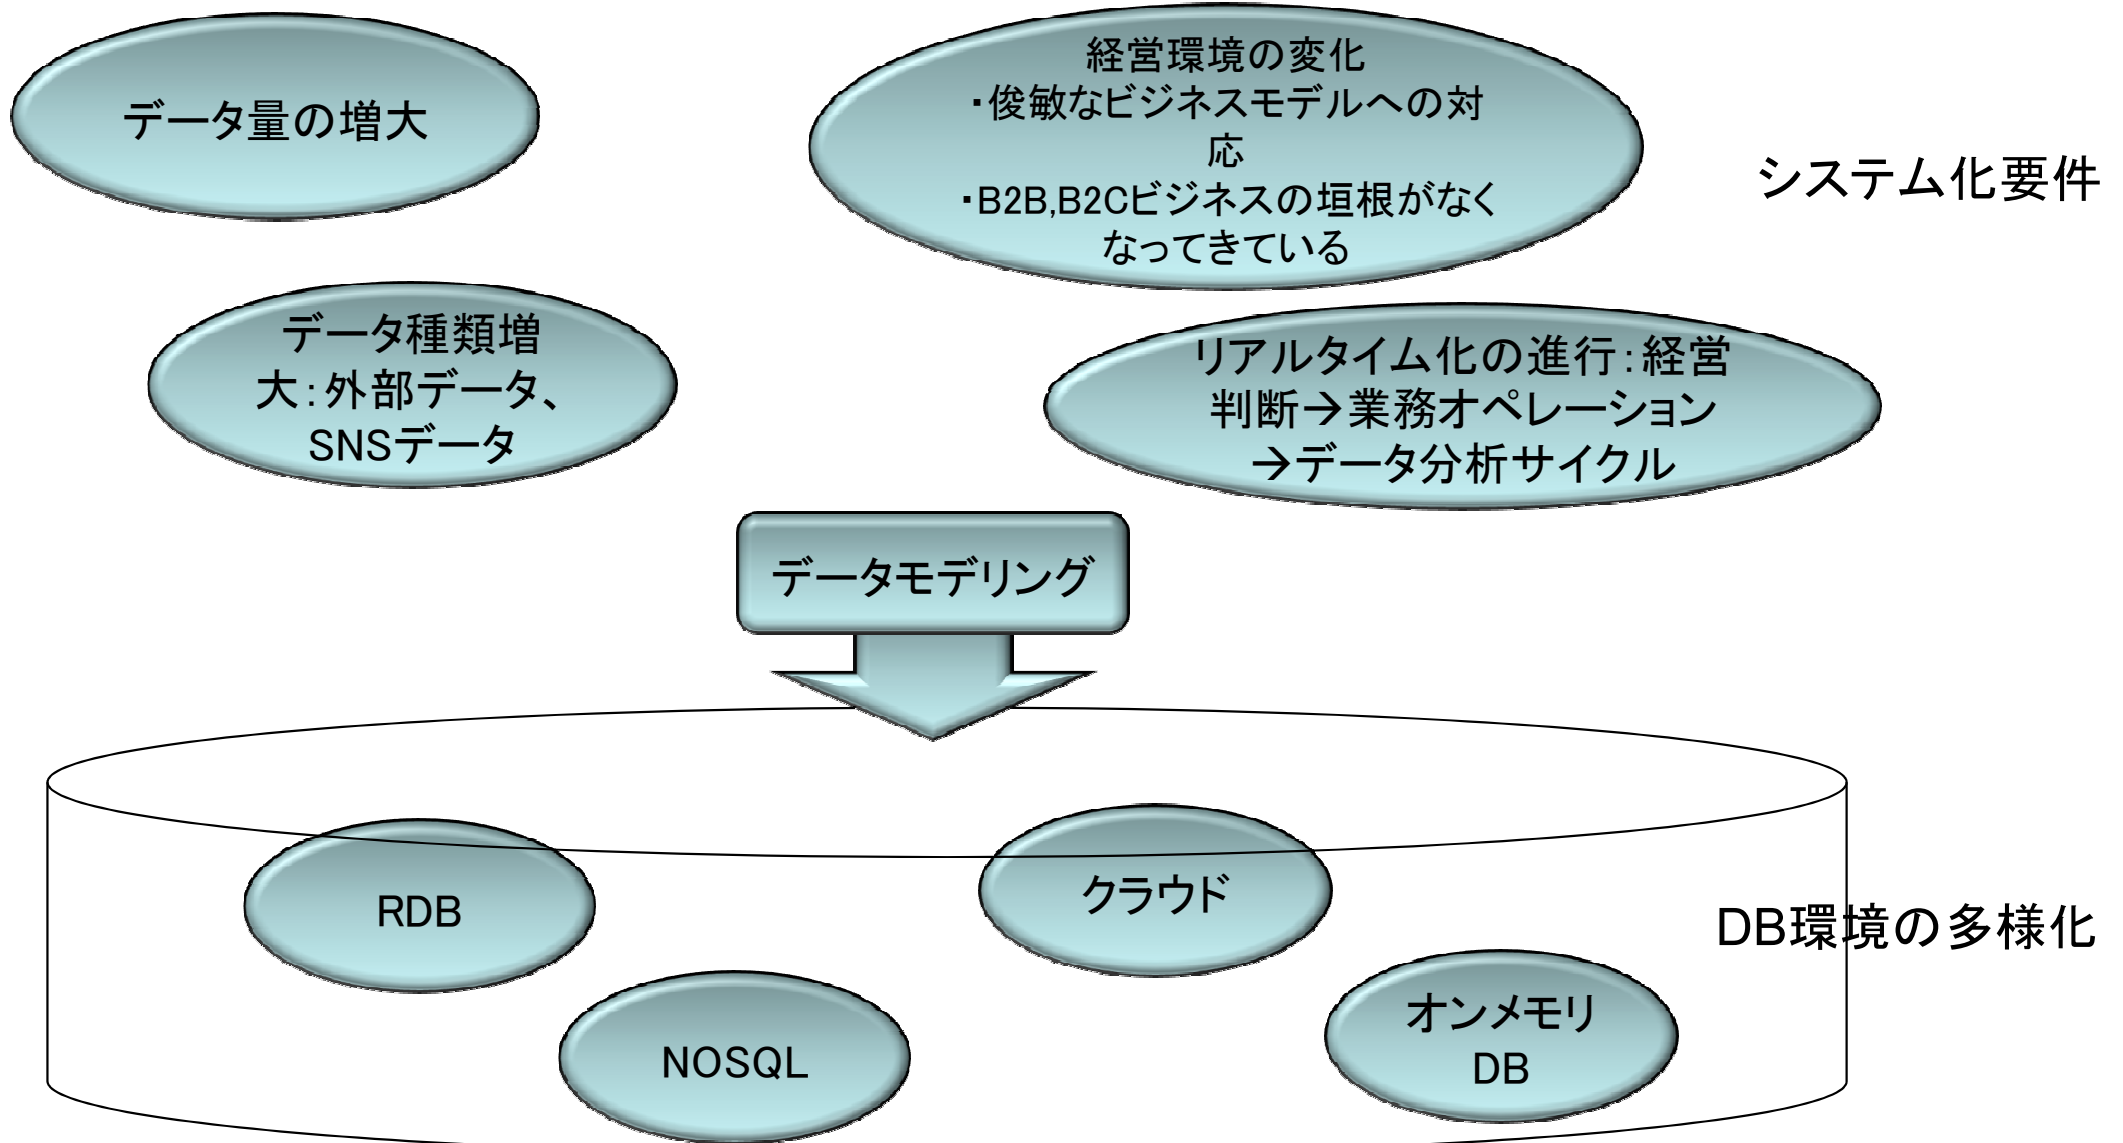 データ量の増大
経営環境の変化
・俊敏なビジネスモデルへの対
応
・B2B,B2Cビジネスの垣根がなく
なってきている
システム化要件
データ種類増
大：外部データ、
SNSデータ
リアルタイム化の進行：経営
判断→業務オペレーション
→データ分析サイクル
データモデリング
RDB
クラウド
DB環境の多様化
NOSQL
オンメモリ
DB